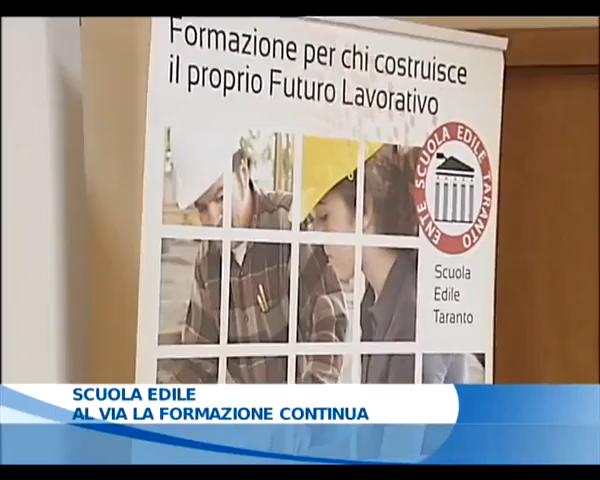 Formazione per chi costruisce
il proprio Futuro Lavorativo
ENTE SCUOLA EDILE TARANTO
Scuola
Edile
Taranto
SCUOLA EDILE
AL VIA LA FORMAZIONE CONTINUA